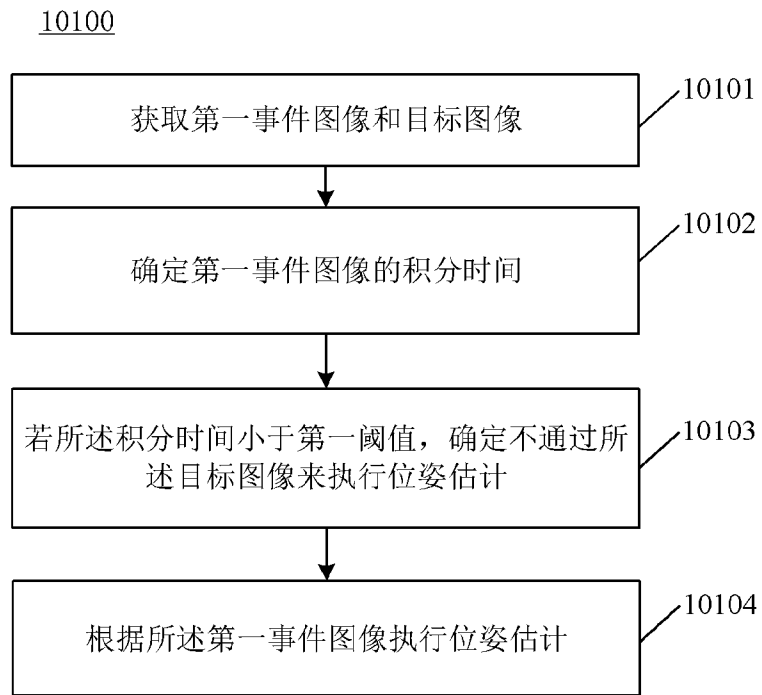 10100
获取第一事件图像和目标图像
10101
确定第一事件图像的积分时间
10102
若所述积分时间小于第一阈值，确定不通过所
述目标图像来执行位姿估计
10103
根据所述第一事件图像执行位姿估计
10104